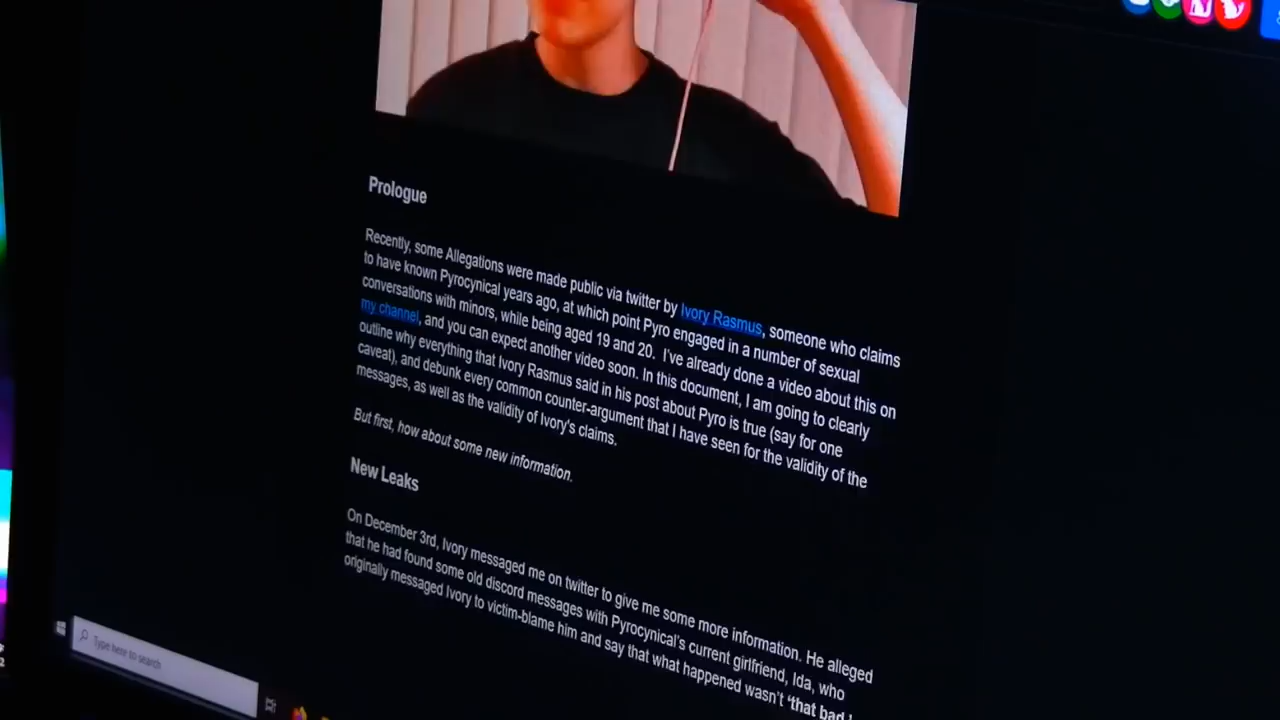 Prologue
Recently, some Allegations were made public via twitter by Ivory Rasmus, someone who claims
to have known Pyrocynical years ago, at which point Pyro engaged in a number of sexual
conversations with minors, while being aged 19 and 20. I've already done a video about this on
my channel, and you can expect another video soon. In this document, I am going to clearly
outline why everything that Ivory Rasmus said in his post about Pyro is true (say for one
caveat), and debunk every common counter-argument that I have seen for the validity of the
messages, as well as the validity of Ivory's claims.
But first, how about some new information.
New Leaks
On December 3rd, Ivory messaged me on twitter to give me some more information. He alleged
that he had found some old discord messages with Pyrocynical's current girlfriend, Ida, who
originally messaged Ivory to victim-blame him and say that what happened wasn't 'that bad.'
Type here to search